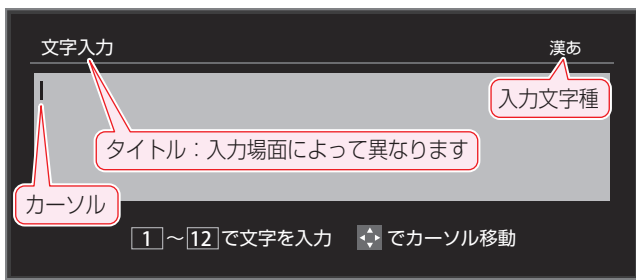 文字入力
漢あ
入力文字種
タイトル：入力場面によって異なります
カーソル
1～12で文字を入力 でカーソル移動